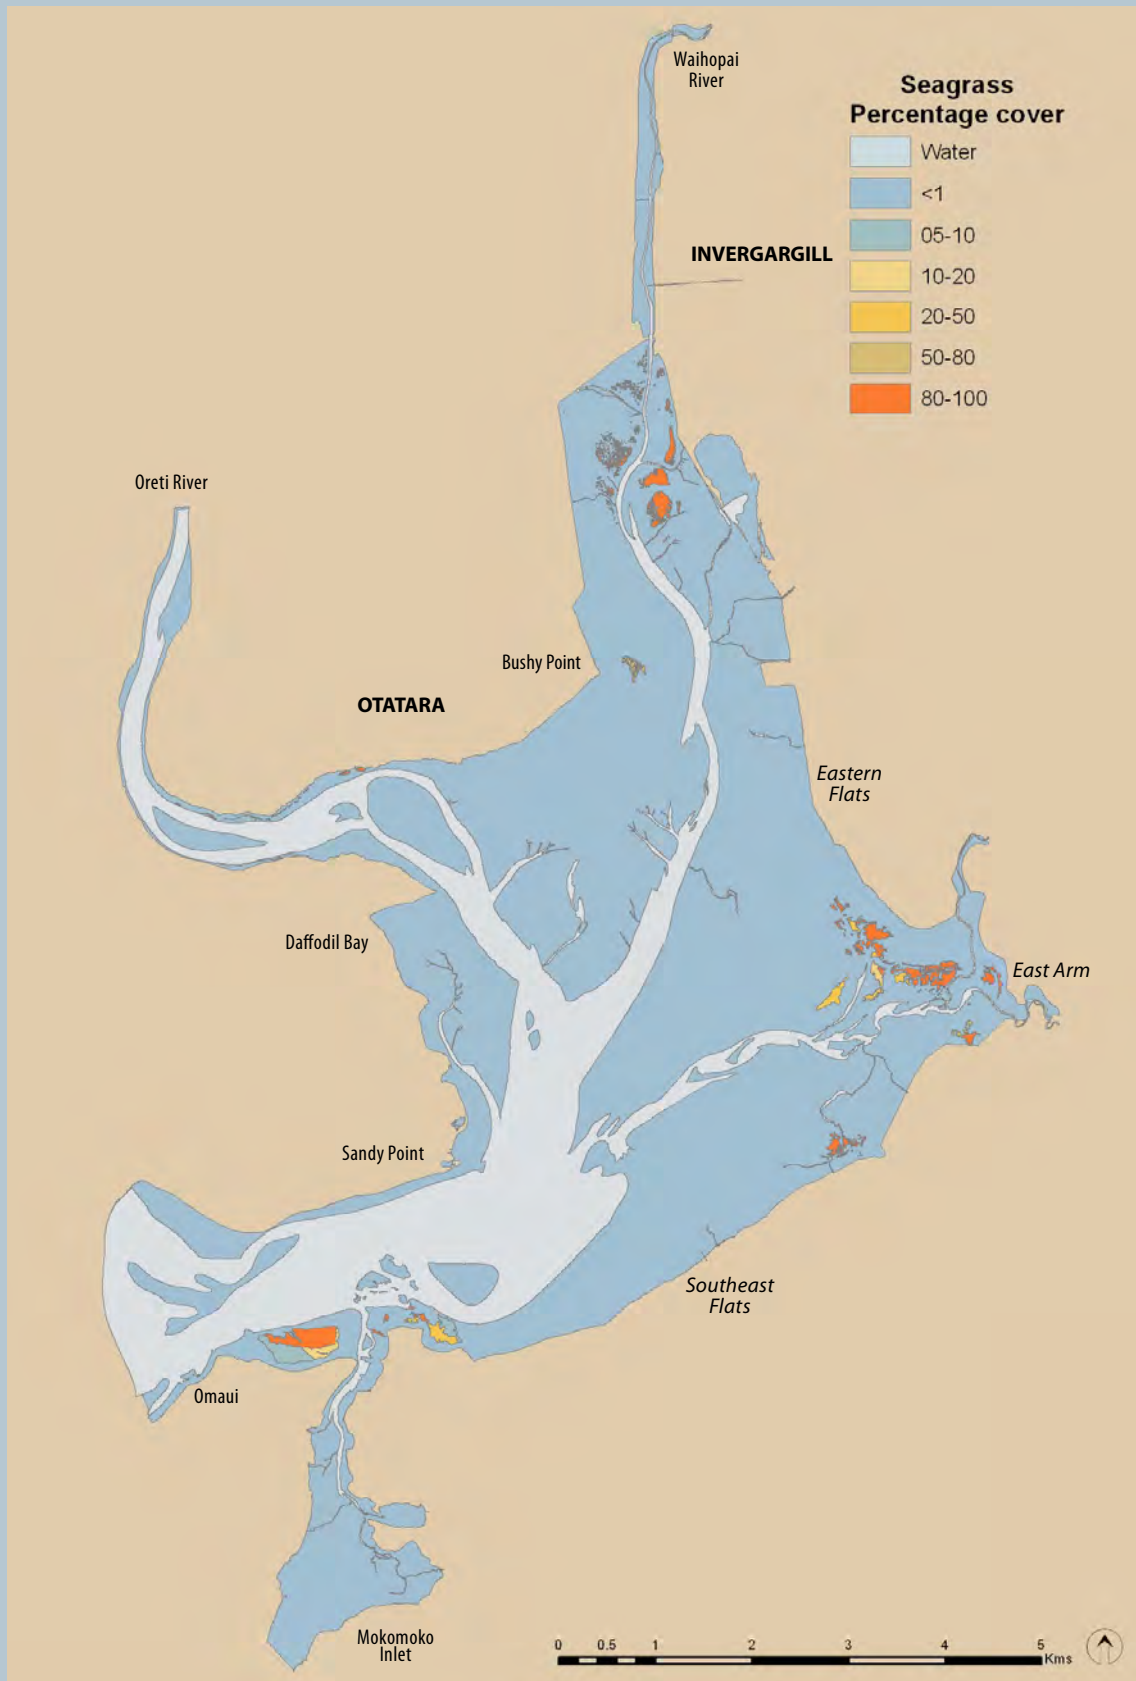 Waihopai
River
Seagrass
Percentage cover
Water
<1
05-10
10-20
20-50
50-80
80-100
INVERGARGILL
Oreti River
Bushy Point
OTATARA
Eastern
Flats
Daffodil Bay
East Arm
Sandy Point
Southeast
Flats
Omaui
Mokomoko
Inlet
0 0.5 1 2 3 4 5
Kms